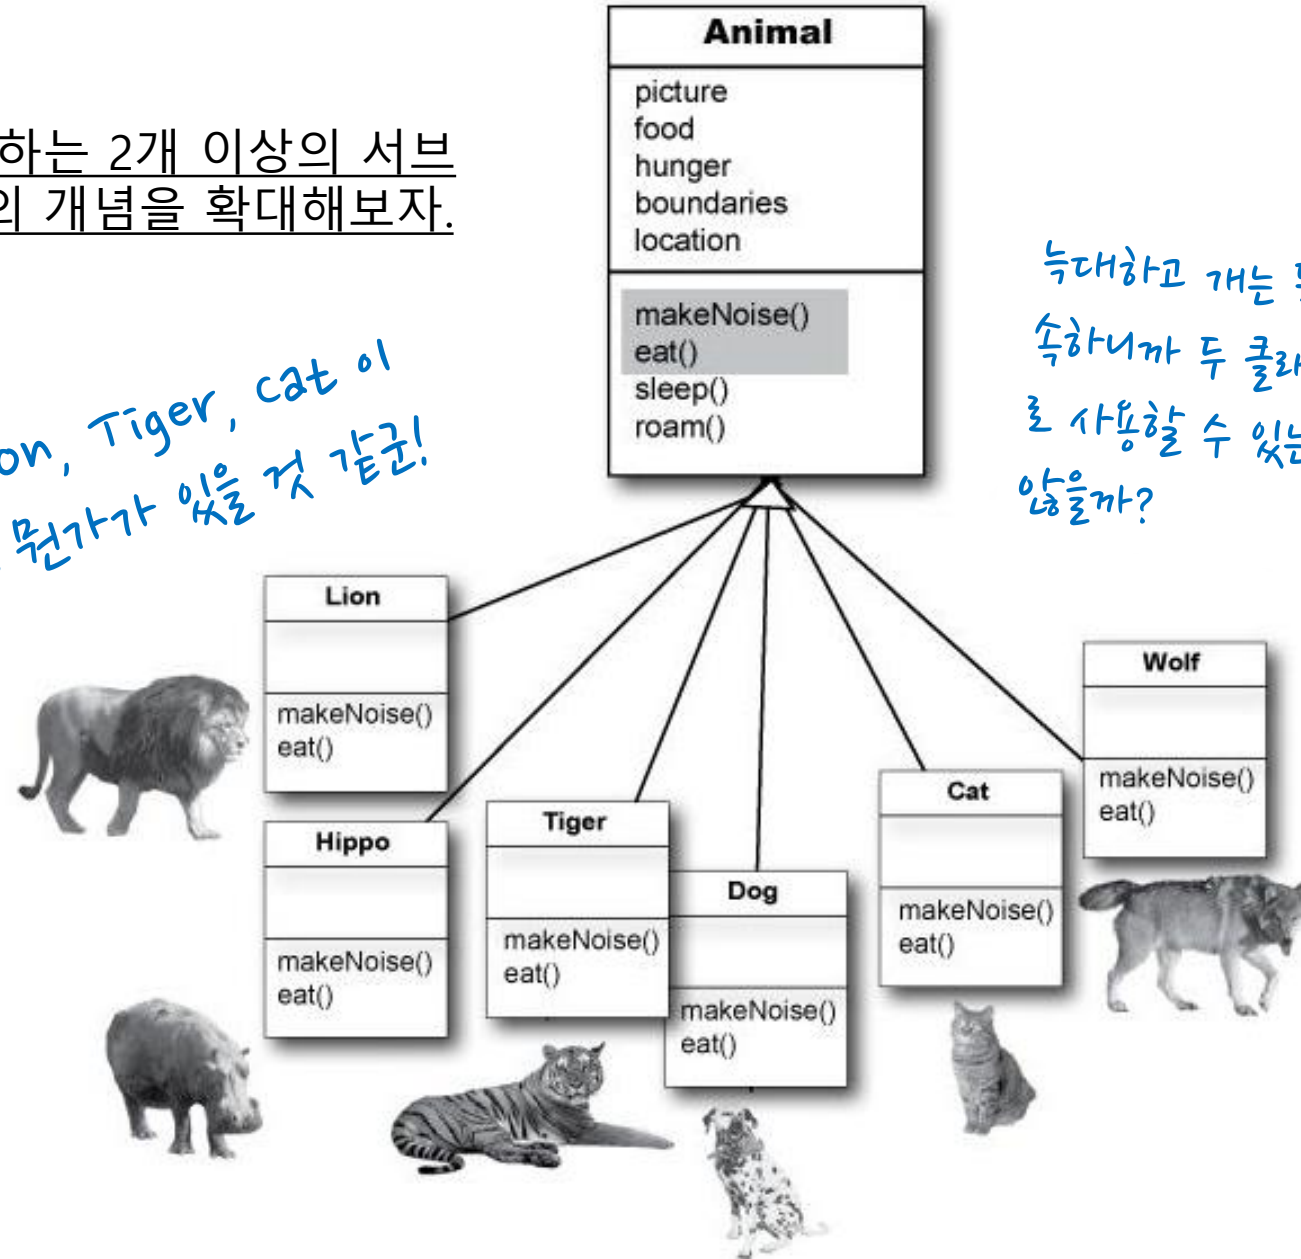 하는 2개 이상의 서브
의 개념을 확대해보자.
Animal
picture
food
hunger
boundaries
location
makeNoise()
eat()
sleep()
roam()
on, Tiger, cat 이
뭔가가 있을 것 같군!
늑대하고 개는
속하니까 두 클래
로 사용할 수 있는
않을까?
Lion
makeNoise()
eat()
Hippo
makeNoise()
eat()
Tiger
makeNoise()
eat()
Dog
makeNoise()
eat()
Cat
makeNoise()
eat()
Wolf
makeNoise()
eat()